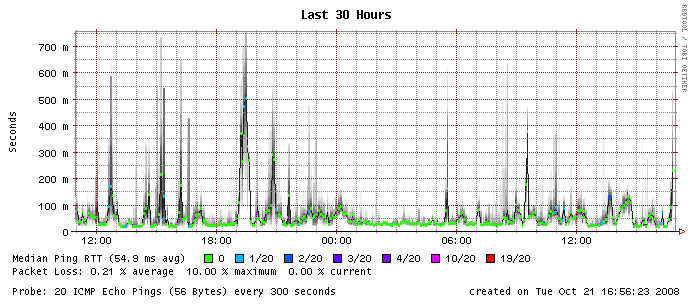 Last 30 Hours
RRDTOOL / TOBI OETIKER
Seconds
700 m
600 m
500 m
400 m
300 m
200 m
100 m
0
12:00 18:00 00:00 06:00 12:00
Median Ping RTT (54.9 ms avg) 0 1/20 2/20 3/20 4/20 10/20 19/20
Packet Loss: 0.21 % average 10.00 % maximum 0.00 % current
Probe: 20 ICMP Echo Pings (56 Bytes) every 300 seconds created on Tue Oct 21 16:56:23 2008